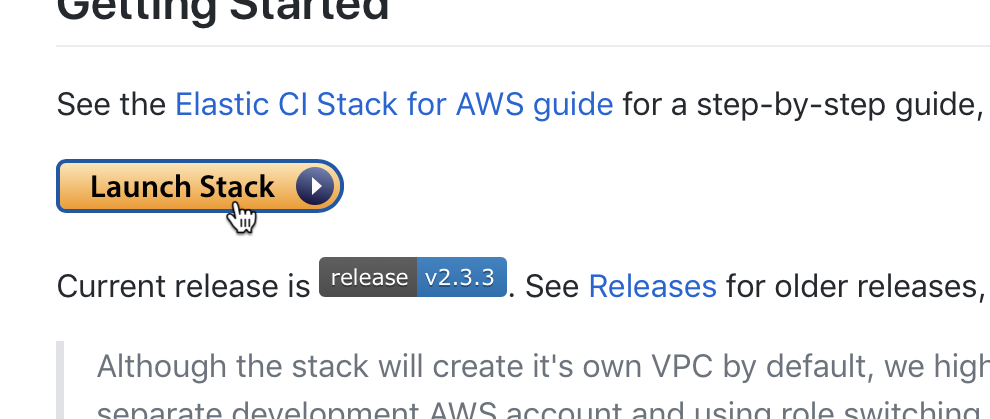 Getting Started
See the Elastic CI Stack for AWS guide for a step-by-step guide,
Launch Stack
Current release is release v2.3.3. See Releases for older releases,
Although the stack will create it's own VPC by default, we high
separate development AWS account and using role switching